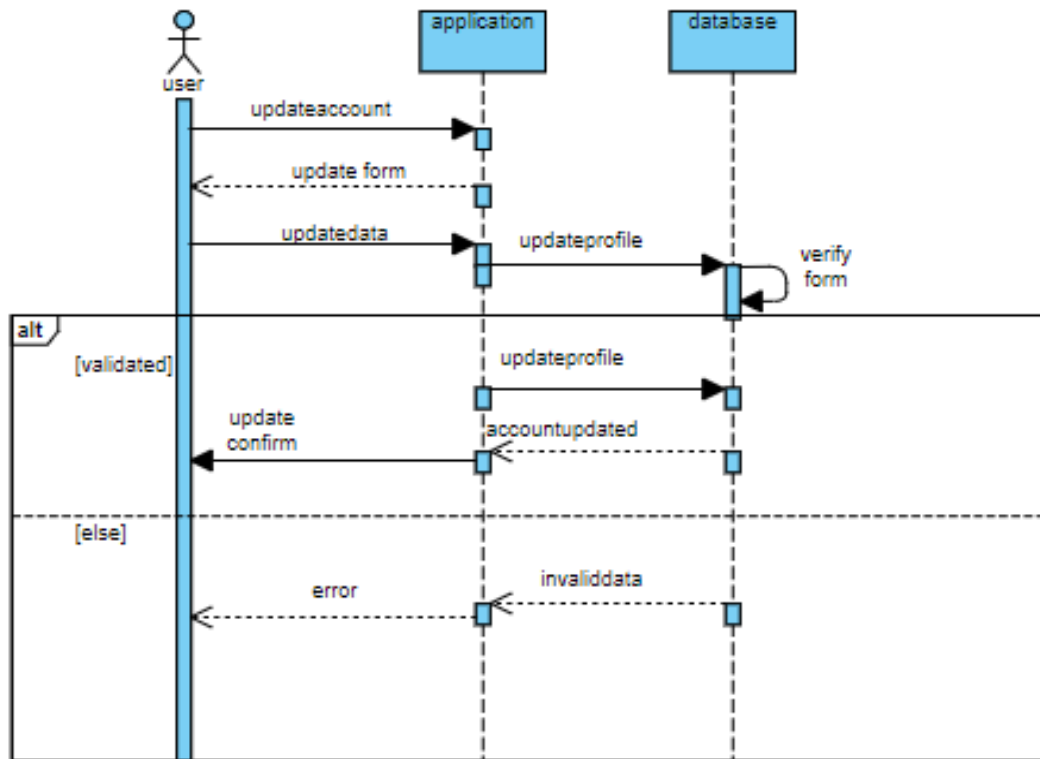 application
database
user
updateaccount
update form
updatedata
updateprofile
verify
form
alt
[validated]
updateprofile
update
confirm
accountupdated
[else]
invaliddata
error